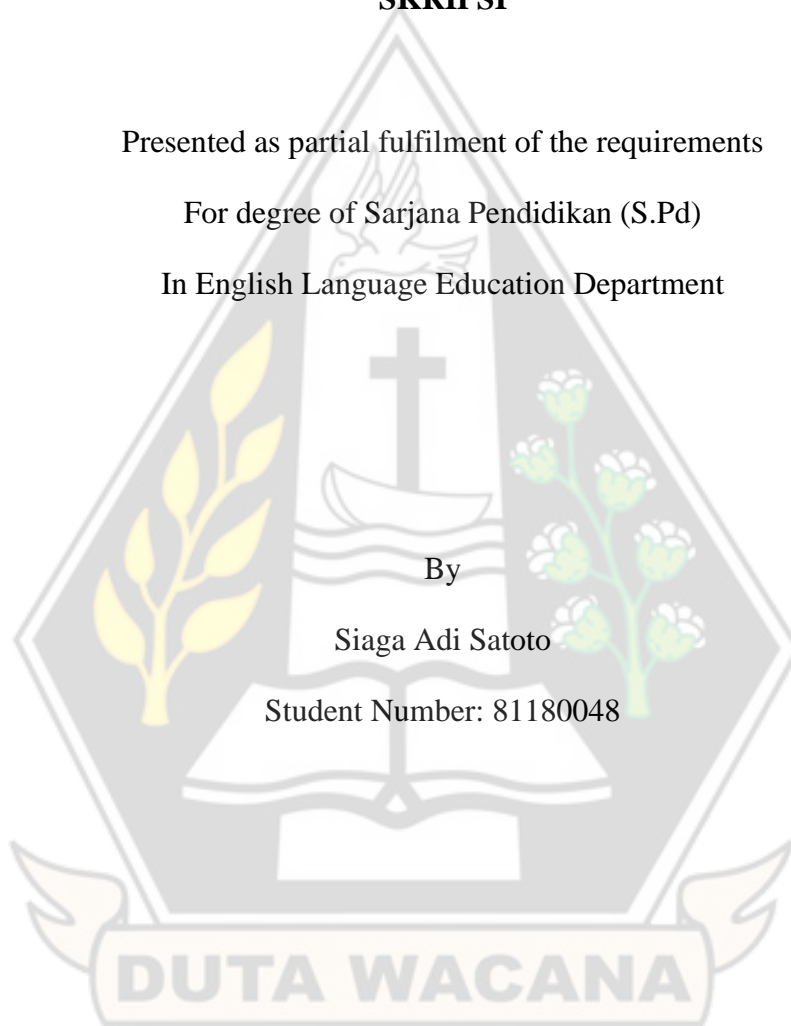 SKRIPSI
Presented as partial fulfilment of the requirements
For degree of Sarjana Pendidikan (S.Pd)
In English Language Education Department
By
Siaga Adi Satoto
Student Number: 81180048
DUTA WACANA